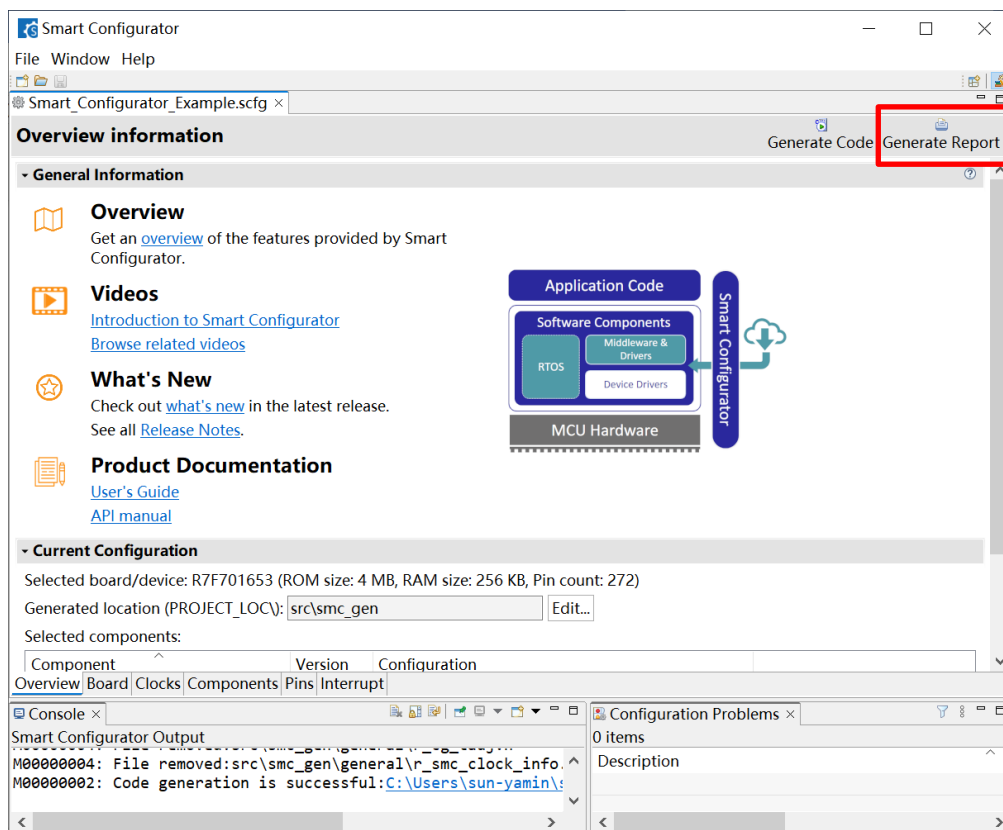 Smart Configurator
File Window Help
Smart_Configurator_Example.scfg
Overview information
Generate Code
Generate Report
General Information
Overview
Get an overview of the features provided by Smart
Configurator.
Videos
Introduction to Smart Configurator
Browse related videos
What's New
Check out what's new in the latest release.
See all Release Notes.
Product Documentation
User's Guide
API manual
Application Code
Software Components
RTOS
Middleware &
Drivers
Device Drivers
MCU Hardware
Smart Configurator
Current Configuration
Selected board/device: R7F701653 (ROM size: 4 MB, RAM size: 256 KB, Pin count: 272)
Generated location (PROJECT_LOC\): src\smc_gen Edit...
Selected components:
Component Version Configuration
Overview Board Clocks Components Pins Interrupt
Console
Smart Configurator Output
M00000004: File removed:src\smc_gen\general\r_smc_clock_info.
M00000002: Code generation is successful:C:\Users\sun-yamin\
Configuration Problems
0 items
Description